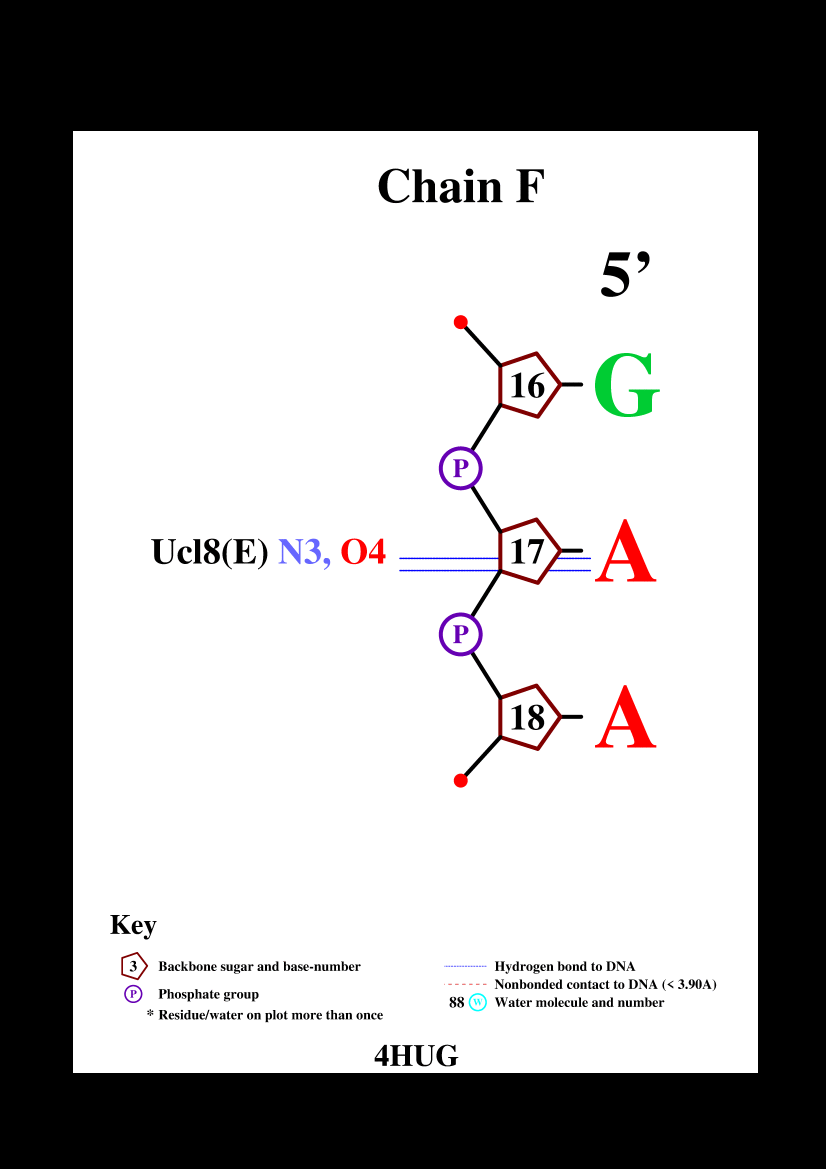 Chain F
5’
16 G
P
Ucl8(E) N3, O4 17 A
P
18 A
Key
3 Backbone sugar and base-number
P Phosphate group
* Residue/water on plot more than once
Hydrogen bond to DNA
Nonbonded contact to DNA (< 3.90A)
88 W Water molecule and number
4HUG